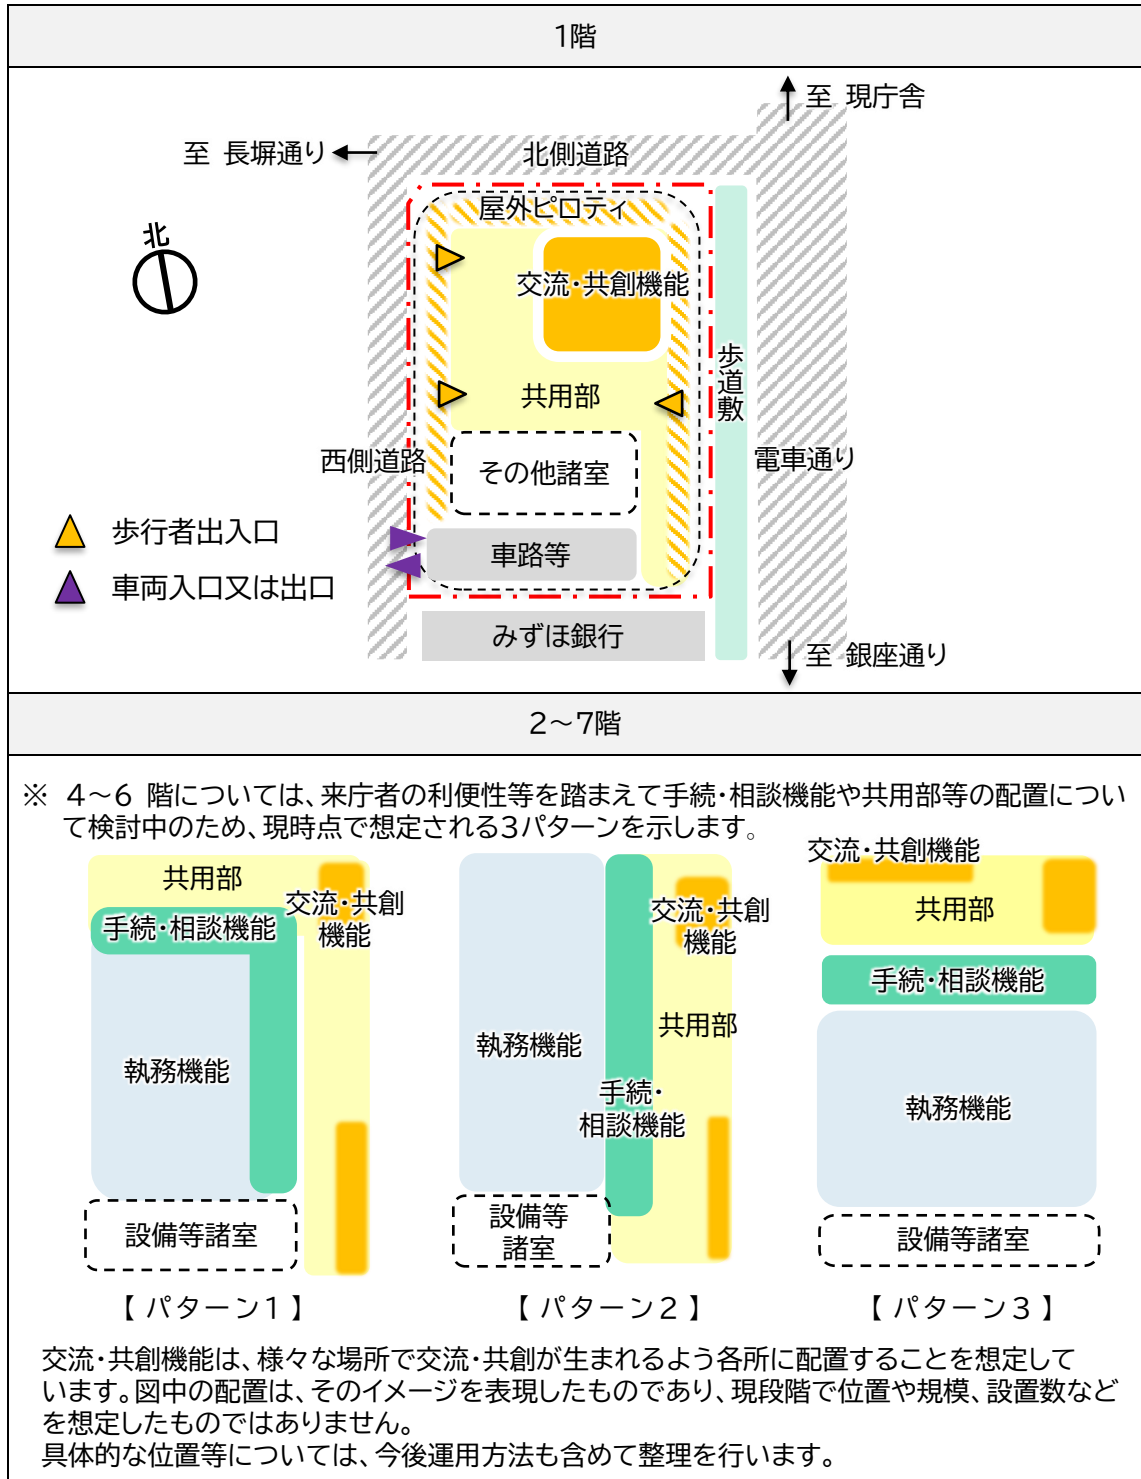 1階
至 現庁舎
至 長塀通り
北側道路
屋外ピロティ
北
交流・共創機能
歩道敷
共用部
西側道路
電車通り
その他諸室
歩行者出入口
車路等
車両入口又は出口
みずほ銀行
至 銀座通り
2～7階
※ 4～6 階については、来庁者の利便性等を踏まえて手続・相談機能や共用部等の配置につい
て検討中のため、現時点で想定される3パターンを示します。
共用部
交流・共創
機能
手続・相談機能
執務機能
設備等諸室
【 パターン1 】
交流・共創
機能
執務機能
共用部
手続・
相談機能
設備等
諸室
【 パターン2 】
交流・共創機能
共用部
手続・相談機能
執務機能
設備等諸室
【 パターン3 】
交流・共創機能は、様々な場所で交流・共創が生まれるよう各所に配置することを想定して
います。図中の配置は、そのイメージを表現したものであり、現段階で位置や規模、設置数など
を想定したものではありません。
具体的な位置等については、今後運用方法も含めて整理を行います。